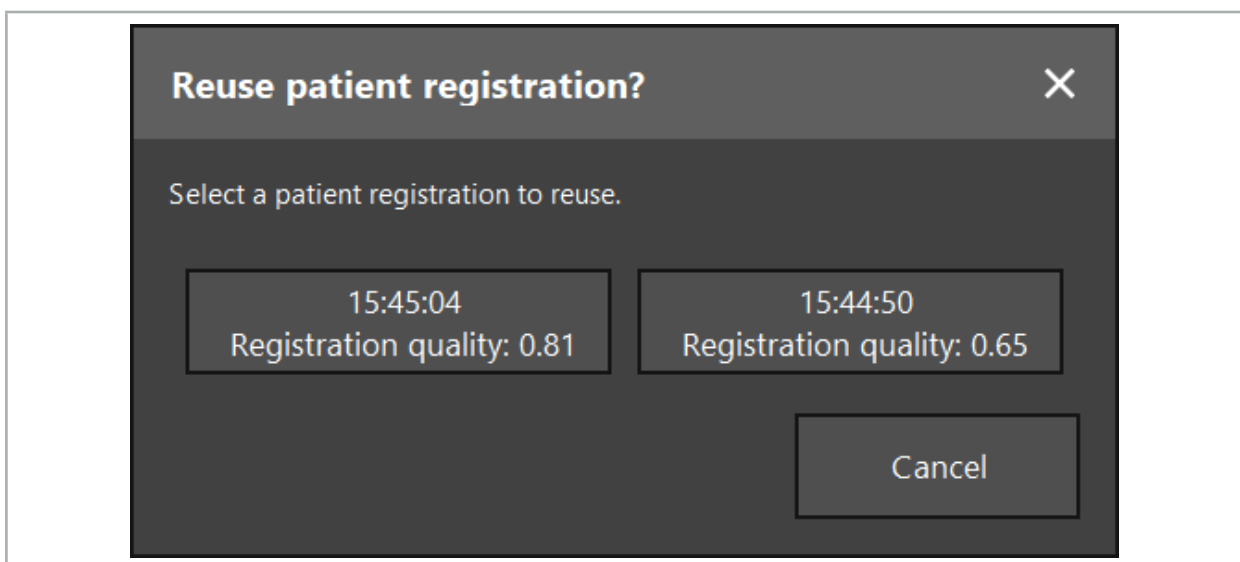 Reuse patient registration?
Select a patient registration to reuse.
15:45:04
Registration quality: 0.81
15:44:50
Registration quality: 0.65
Cancel